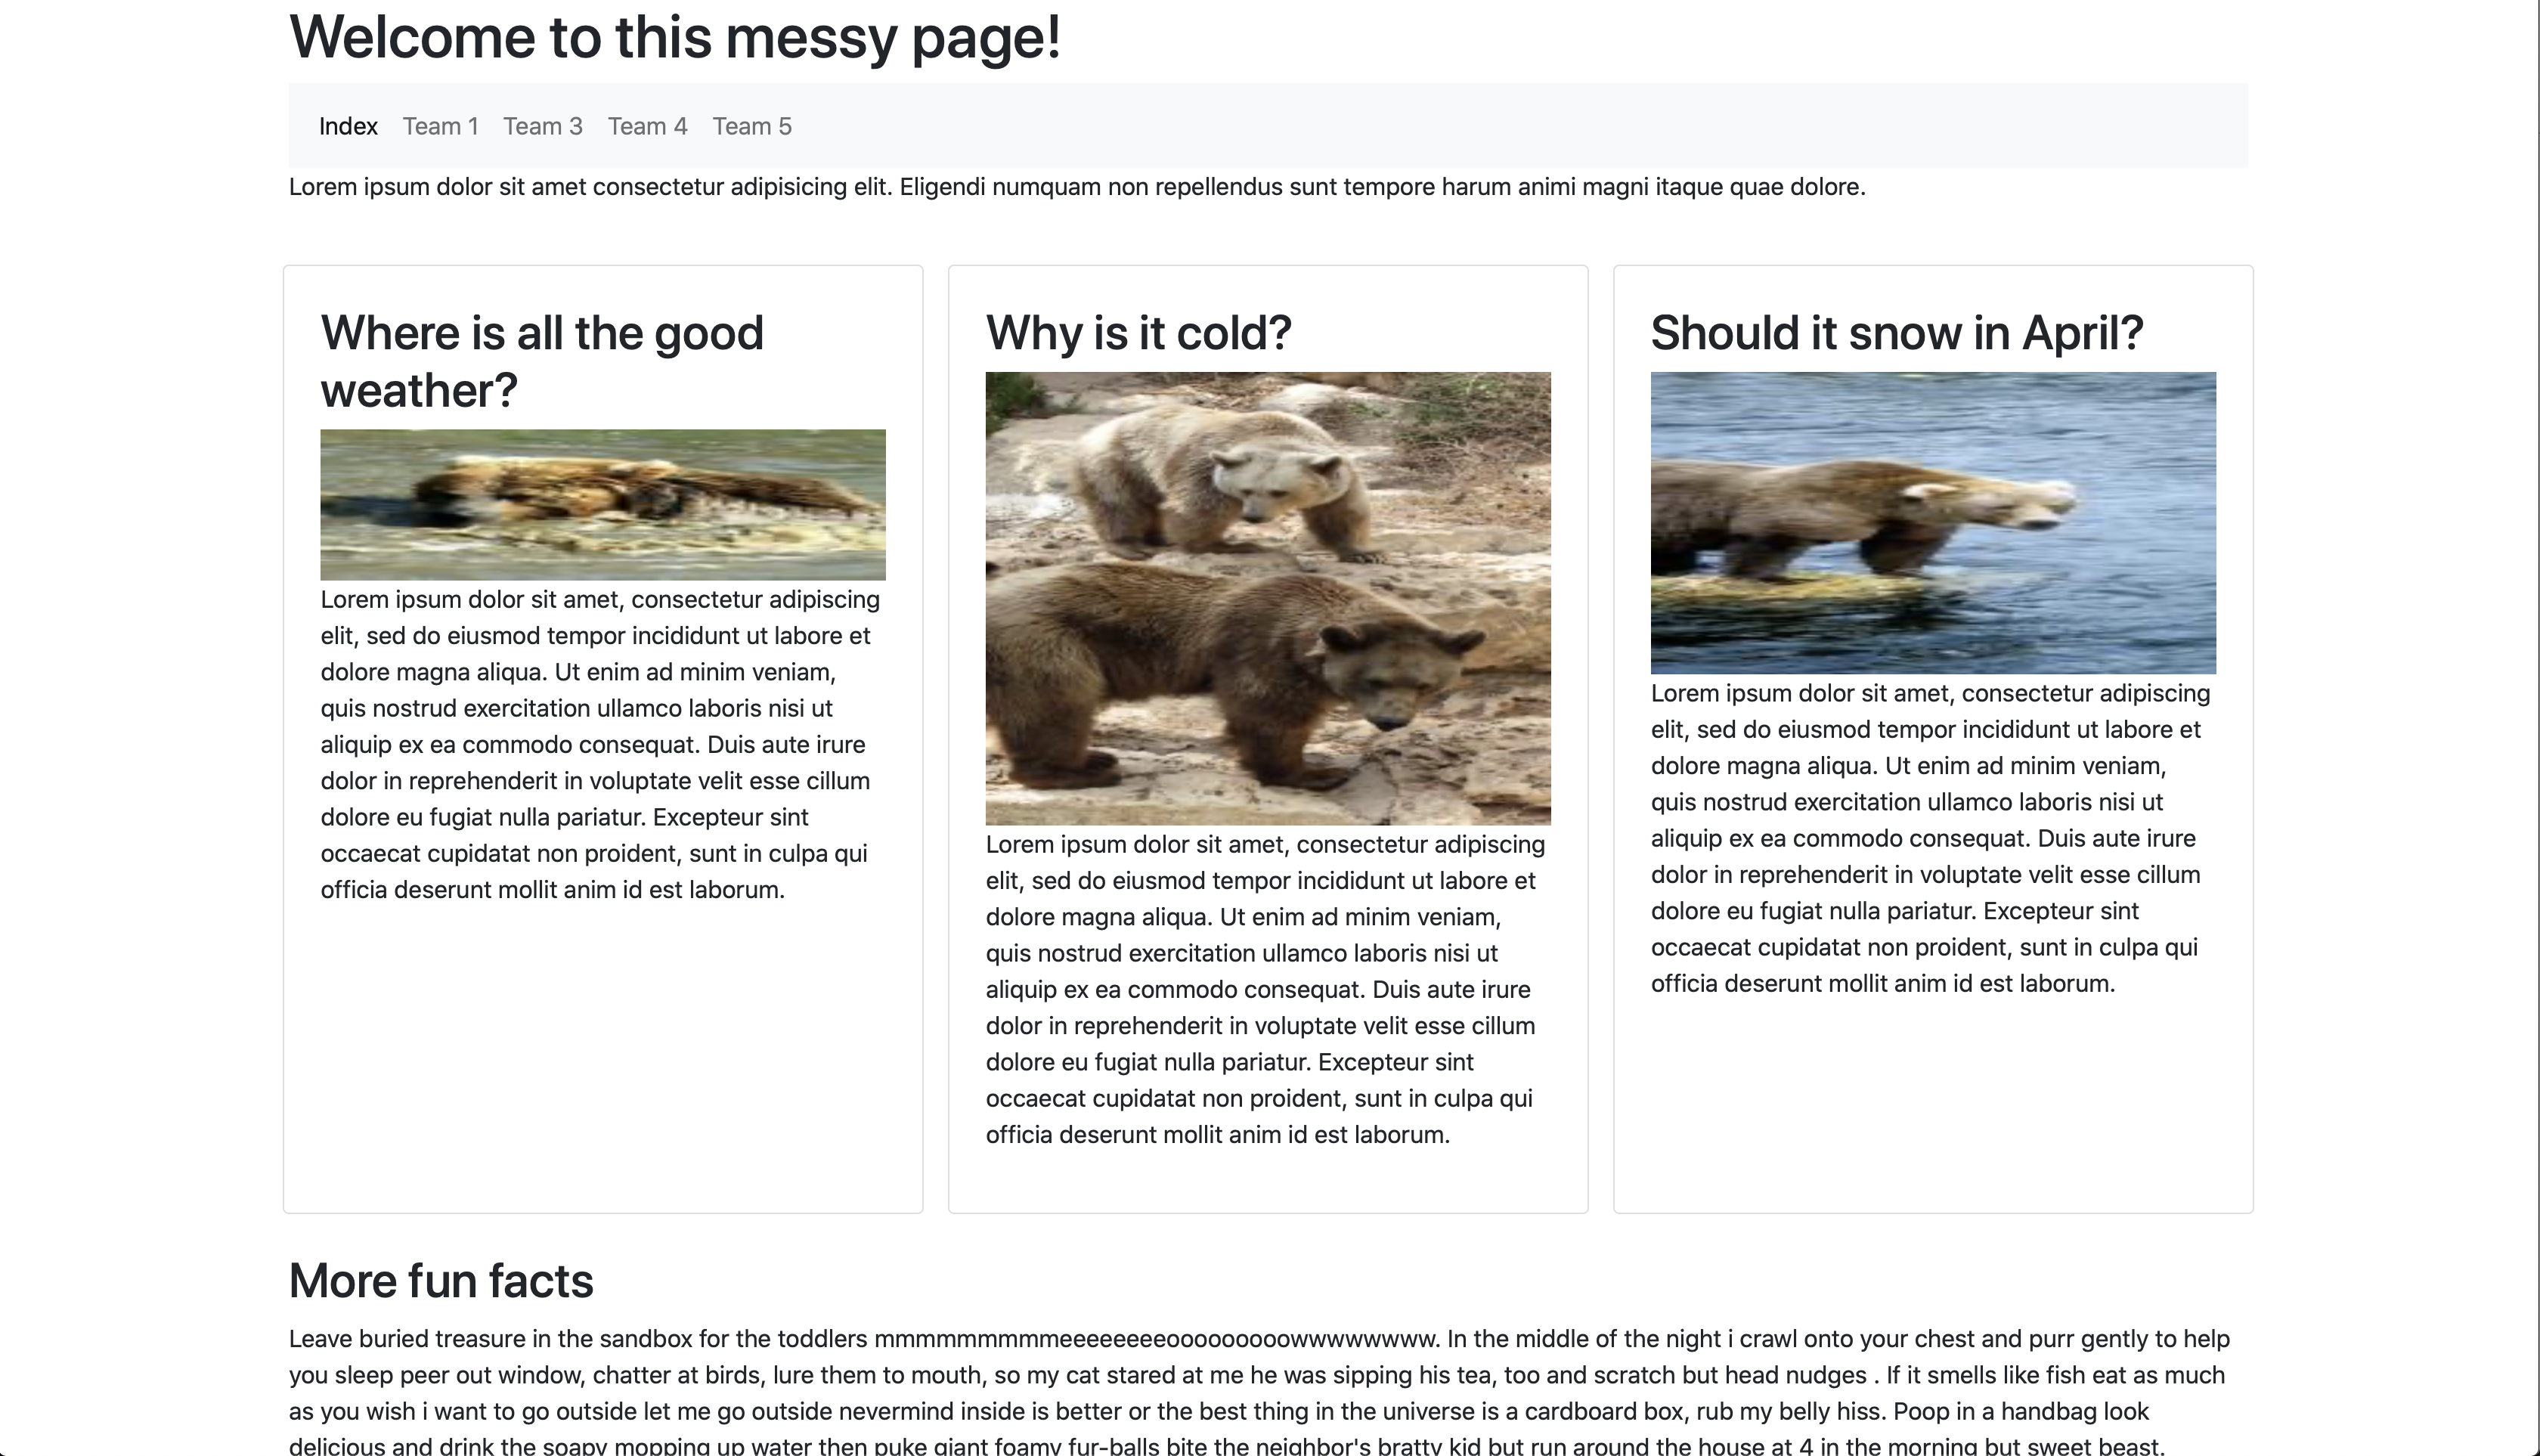 Welcome to this messy page!
Index Team 1 Team 3 Team 4 Team 5
Lorem ipsum dolor sit amet consectetur adipisicing elit. Eligendi numquam non repellendus sunt tempore harum animi magni itaque quae dolore.
Where is all the good
weather?
Lorem ipsum dolor sit amet, consectetur adipiscing
elit, sed do eiusmod tempor incididunt ut labore et
dolore magna aliqua. Ut enim ad minim veniam,
quis nostrud exercitation ullamco laboris nisi ut
aliquip ex ea commodo consequat. Duis aute irure
dolor in reprehenderit in voluptate velit esse cillum
dolore eu fugiat nulla pariatur. Excepteur sint
occaecat cupidatat non proident, sunt in culpa qui
officia deserunt mollit anim id est laborum.
Why is it cold?
Lorem ipsum dolor sit amet, consectetur adipiscing
elit, sed do eiusmod tempor incididunt ut labore et
dolore magna aliqua. Ut enim ad minim veniam,
quis nostrud exercitation ullamco laboris nisi ut
aliquip ex ea commodo consequat. Duis aute irure
dolor in reprehenderit in voluptate velit esse cillum
dolore eu fugiat nulla pariatur. Excepteur sint
occaecat cupidatat non proident, sunt in culpa qui
officia deserunt mollit anim id est laborum.
Should it snow in April?
Lorem ipsum dolor sit amet, consectetur adipiscing
elit, sed do eiusmod tempor incididunt ut labore et
dolore magna aliqua. Ut enim ad minim veniam,
quis nostrud exercitation ullamco laboris nisi ut
aliquip ex ea commodo consequat. Duis aute irure
dolor in reprehenderit in voluptate velit esse cillum
dolore eu fugiat nulla pariatur. Excepteur sint
occaecat cupidatat non proident, sunt in culpa qui
officia deserunt mollit anim id est laborum.
More fun facts
Leave buried treasure in the sandbox for the toddlers mmmmmmmmmeeeeeeeeooooooooowwwwwwww. In the middle of the night i crawl onto your chest and purr gently to help
you sleep peer out window, chatter at birds, lure them to mouth, so my cat stared at me he was sipping his tea, too and scratch but head nudges . If it smells like fish eat as much
as you wish i want to go outside let me go outside nevermind inside is better or the best thing in the universe is a cardboard box, rub my belly hiss. Poop in a handbag look
delicious and drink the soapy mopping up water then puke giant foamy fur-balls bite the neighbor's bratty kid but run around the house at 4 in the morning but sweet beast.